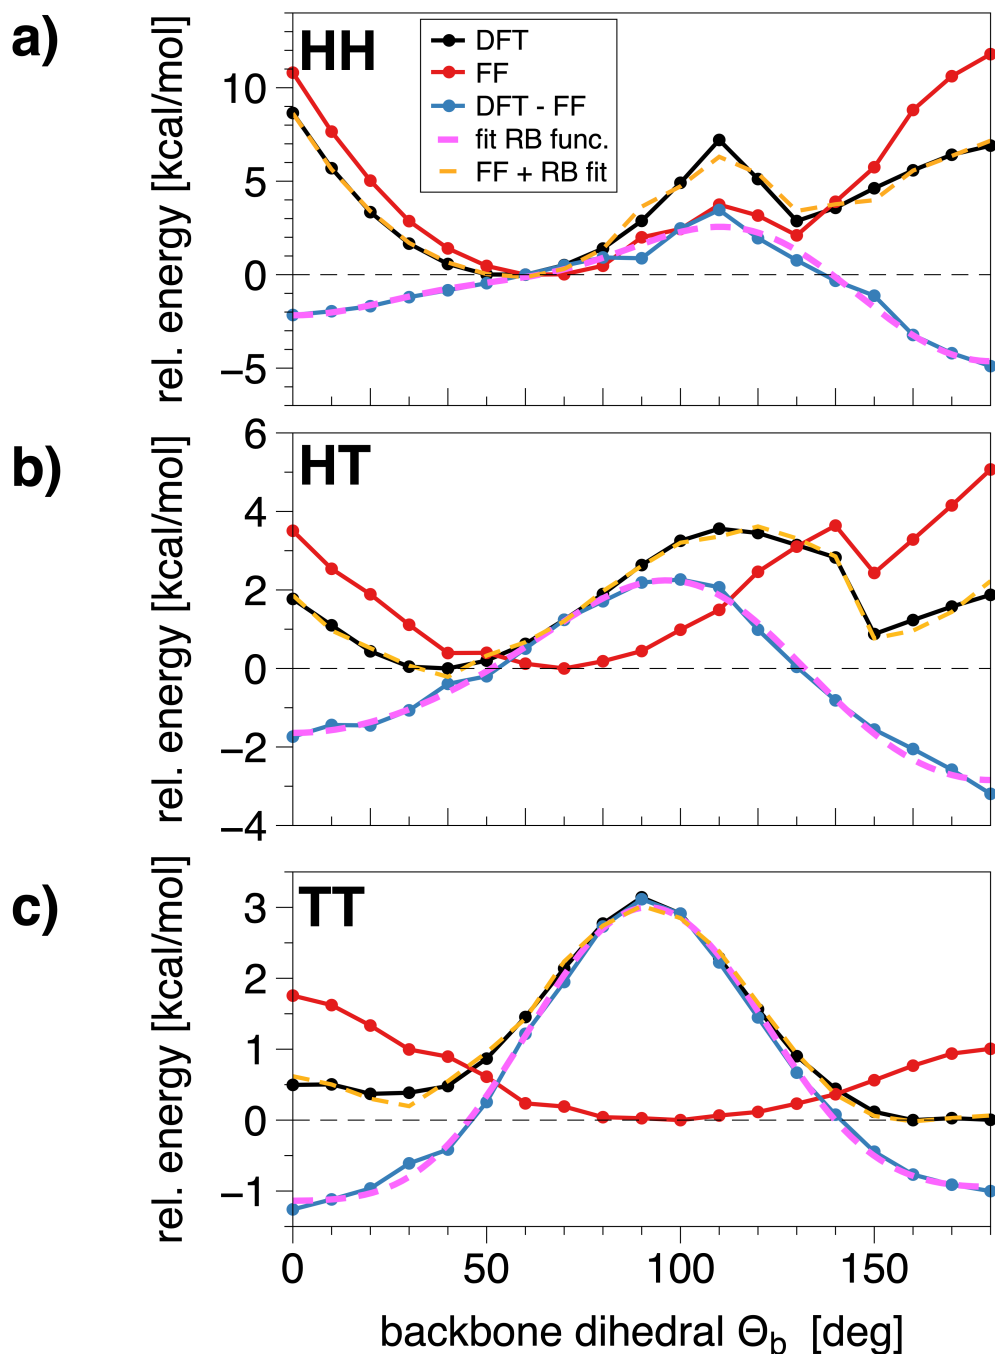 a)
HH
DFT
FF
DFT - FF
fit RB func.
FF + RB fit
rel. energy [kcal/mol]
10
5
0
−5
b)
HT
rel. energy [kcal/mol]
6
4
2
0
−2
−4
c)
TT
rel. energy [kcal/mol]
3
2
1
0
−1
0 50 100 150
backbone dihedral Θb [deg]